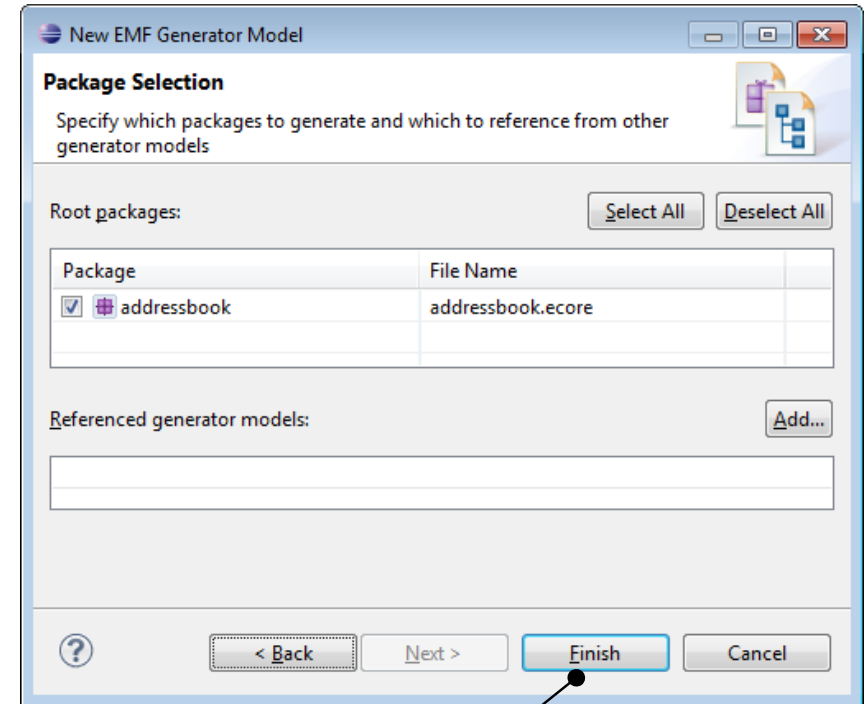 New EMF Generator Model
Package Selection
Specify which packages to generate and which to reference from other
generator models
Root packages:
Select All
Deselect All
Package
File Name
addressbook
addressbook.ecore
Referenced generator models:
Add...
?
< Back
Next >
Finish
Cancel